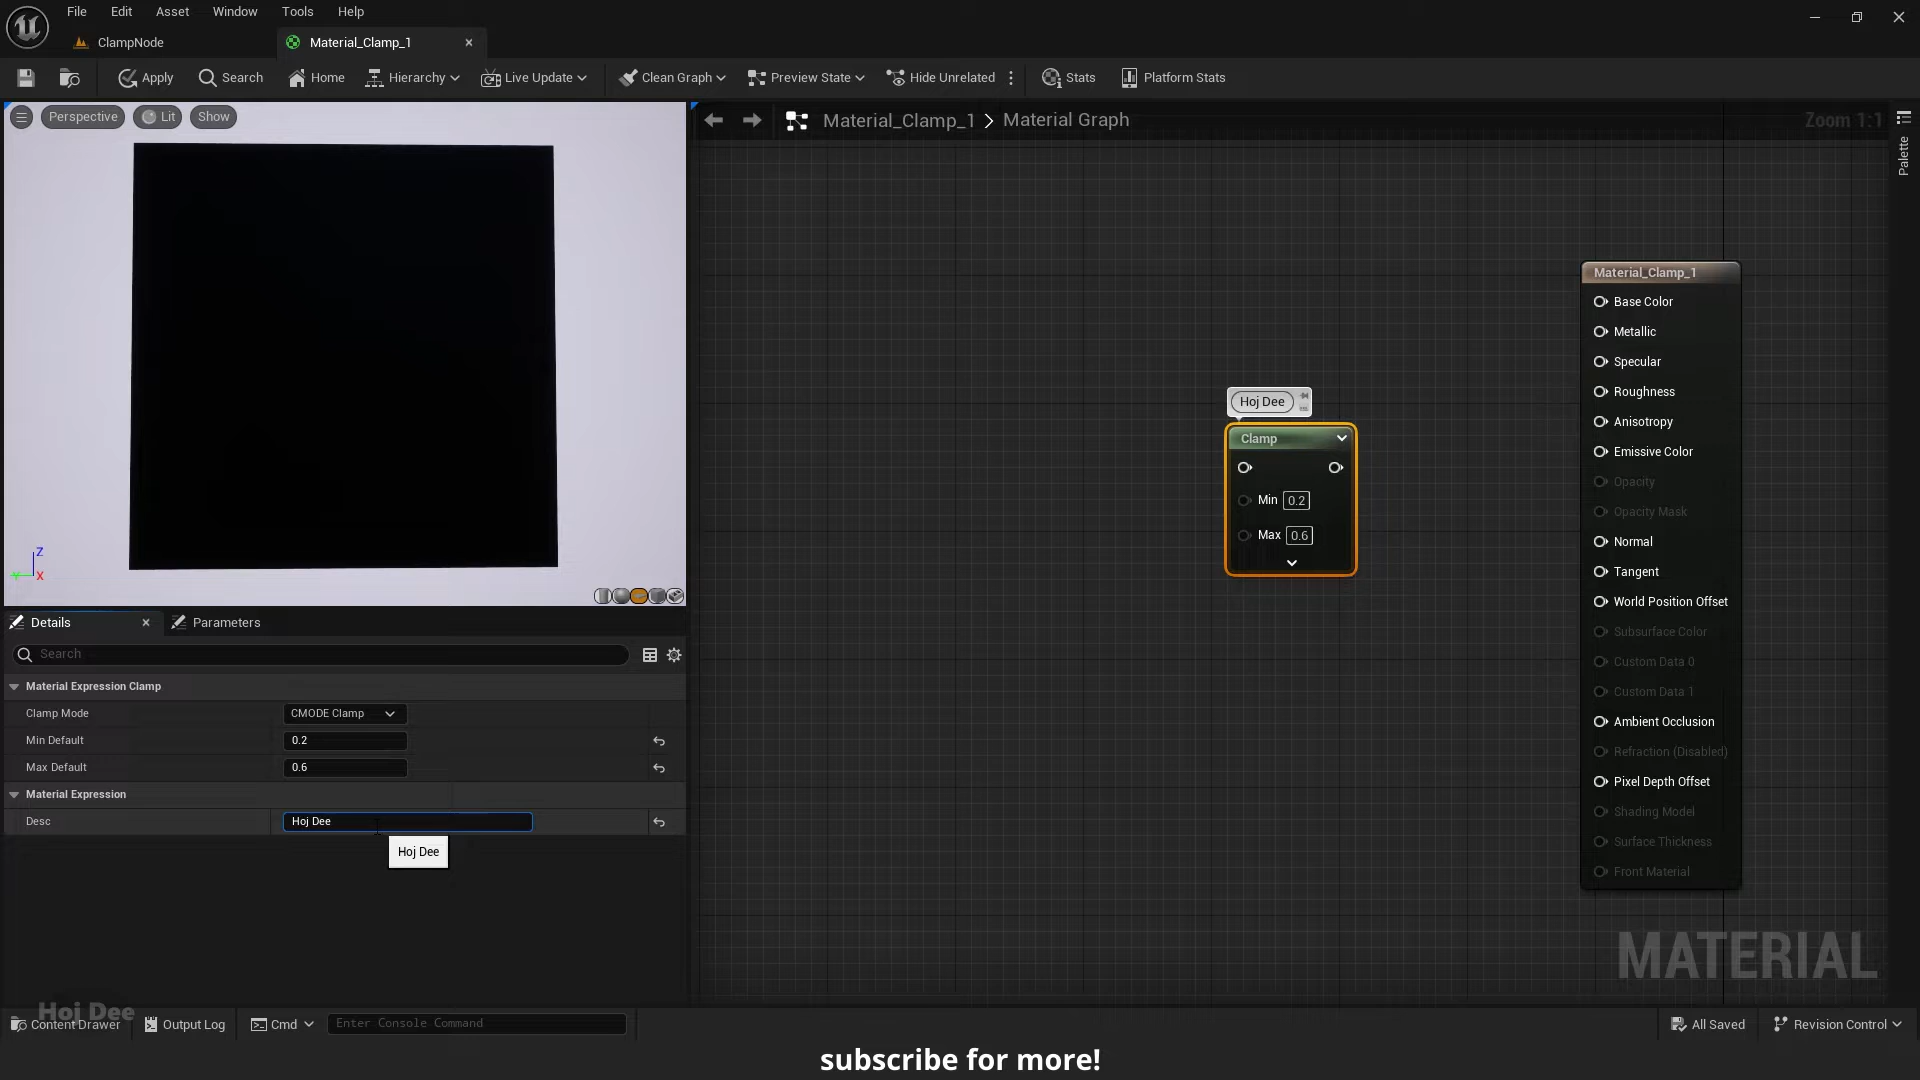 File Edit Asset Window Tools Help
ClampNode
Material_Clamp_1
Apply Search Home Hierarchy Live Update Clean Graph Preview State Hide Unrelated Stats Platform Stats
Perspective Lit Show
Material_Clamp_1 > Material Graph
Zoom 1:1
Palette
Z
Y
X
Hoj Dee
Clamp
Min 0.2
Max 0.6
Material_Clamp_1
Base Color
Metallic
Specular
Roughness
Anisotropy
Emissive Color
Opacity
Opacity Mask
Normal
Tangent
World Position Offset
Subsurface Color
Custom Data 0
Custom Data 1
Ambient Occlusion
Refraction (Disabled)
Pixel Depth Offset
Shading Model
Surface Thickness
Front Material
MATERIAL
Details
Parameters
Search
Material Expression Clamp
Clamp Mode CMODE Clamp
Min Default 0.2
Max Default 0.6
Material Expression
Desc Hoj Dee
Hoj Dee
Hoj Dee
Content Drawer Output Log Cmd Enter Console Command All Saved Revision Control
subscribe for more!